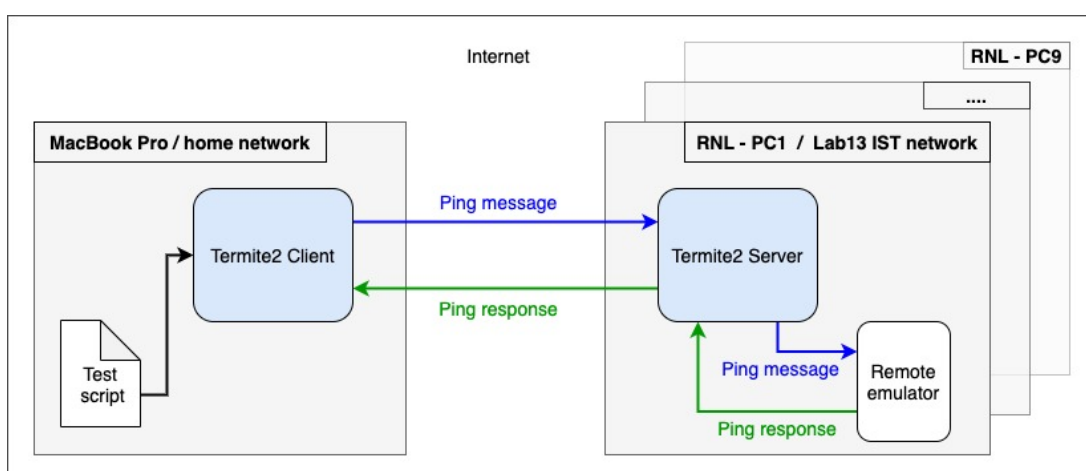 Internet
RNL - PC9
....
MacBook Pro / home network
RNL - PC1 / Lab13 IST network
Ping message
Termite2 Client
Termite2 Server
Ping response
Test
script
Ping message
Remote
emulator
Ping response